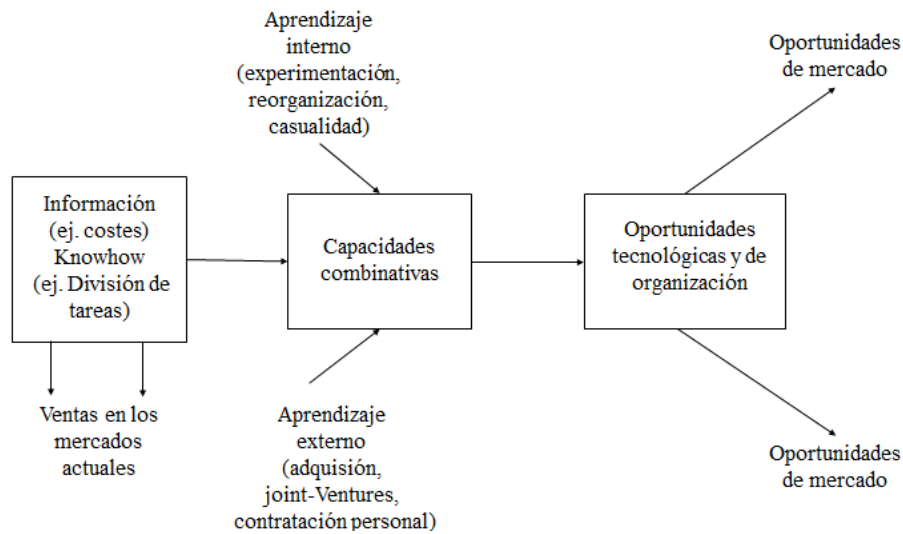 Aprendizaje
interno
(experimentación,
reorganización,
casualidad)
Oportunidades
de mercado
Información
(ej. costes)
Knowhow
(ej. División de
tareas)
Capacidades
combinativas
Oportunidades
tecnológicas y de
organización
Ventas en los
mercados
actuales
Aprendizaje
externo
(adquisión,
joint-Ventures,
contratación personal)
Oportunidades
de mercado